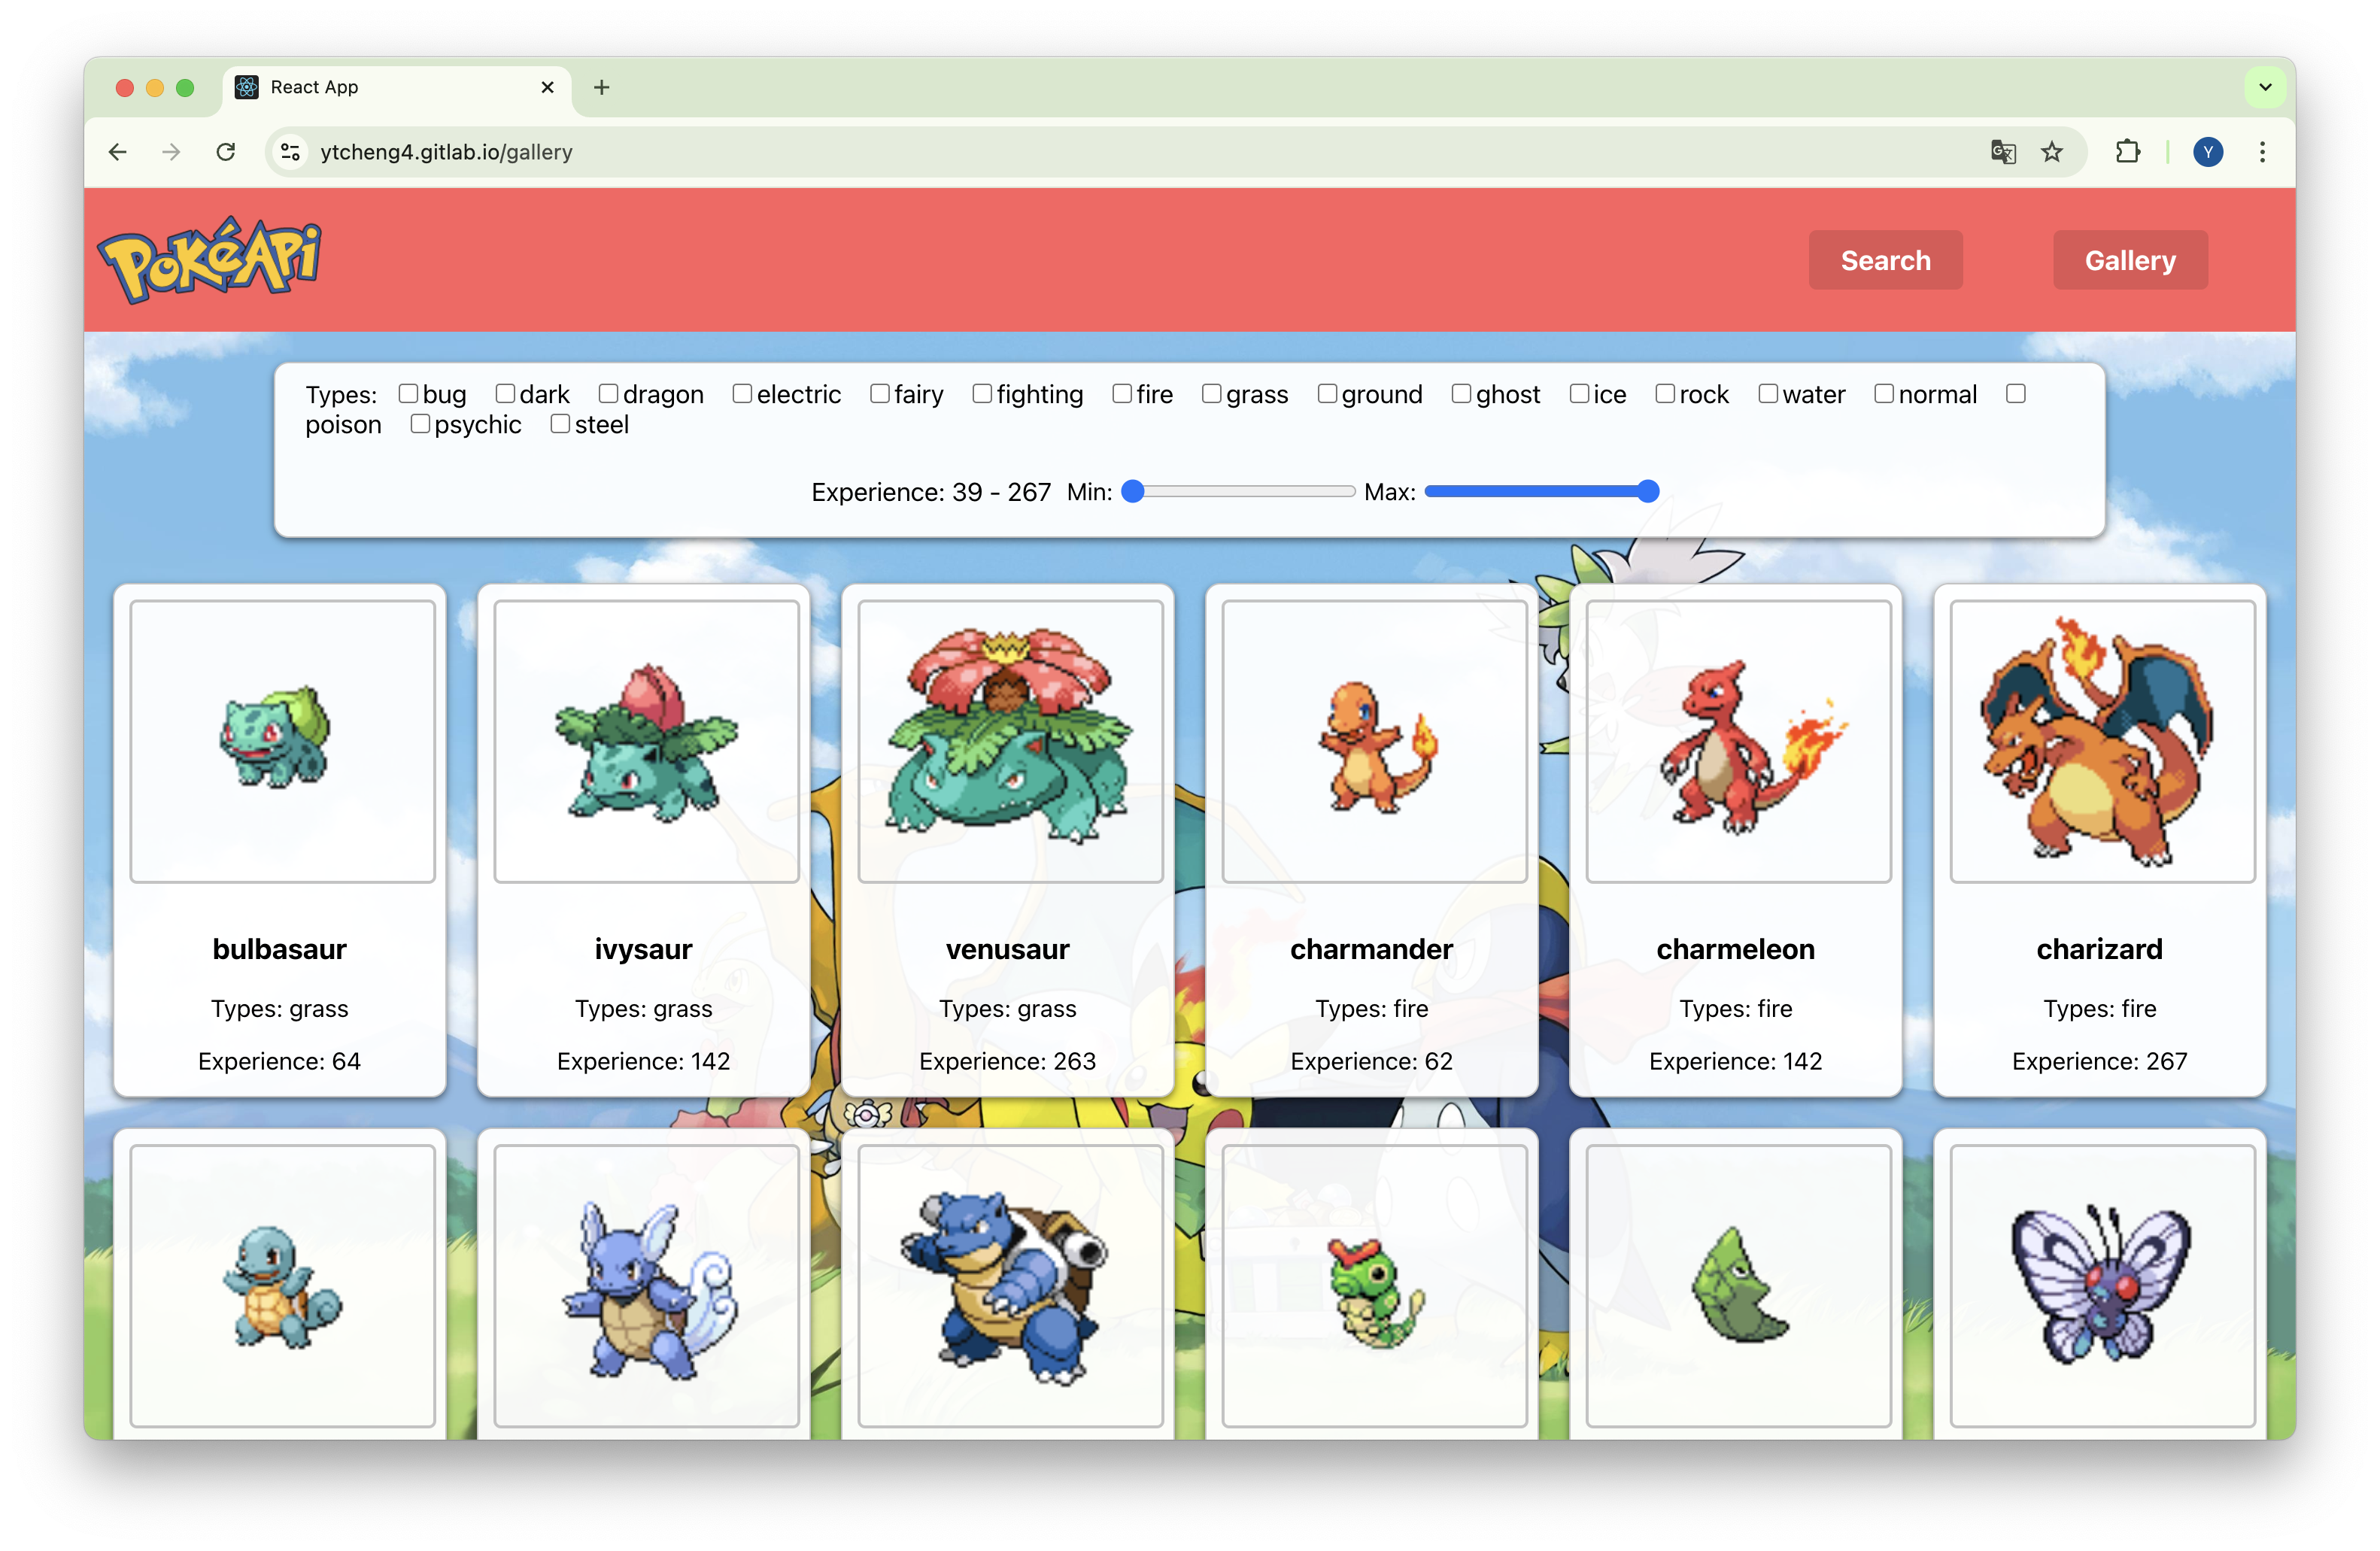 React App
ytcheng4.gitlab.io/gallery
Y
PokéAPi
Search
Gallery
Types: bug dark dragon electric fairy fighting fire grass ground ghost ice rock water normal
poison psychic steel
Experience: 39 - 267 Min: Max:
bulbasaur
Types: grass
Experience: 64
ivysaur
Types: grass
Experience: 142
venusaur
Types: grass
Experience: 263
charmander
Types: fire
Experience: 62
charmeleon
Types: fire
Experience: 142
charizard
Types: fire
Experience: 267